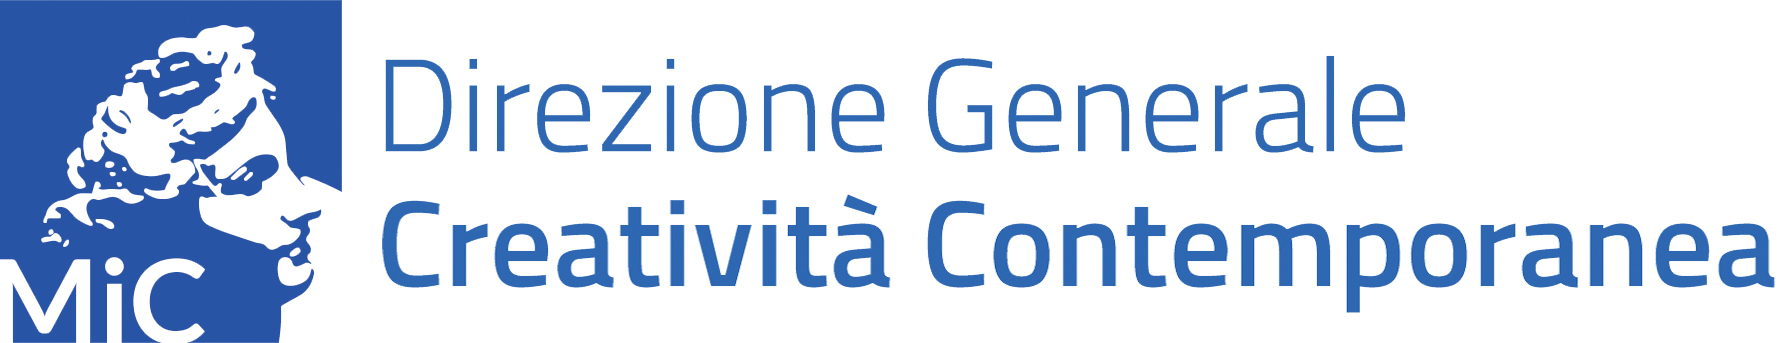 MiC
Direzione Generale
Creatività Contemporanea